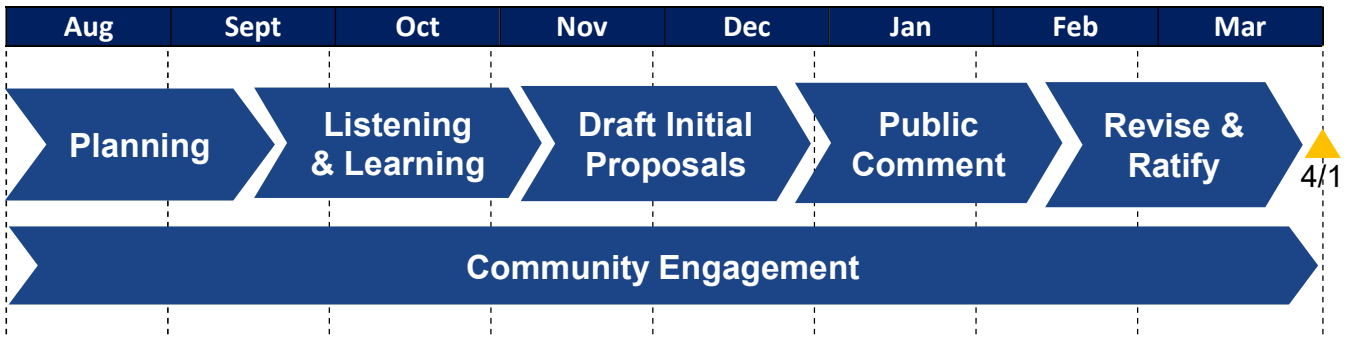 Aug Sept Oct Nov Dec Jan Feb Mar
Planning
Listening
& Learning
Draft Initial
Proposals
Public
Comment
Revise &
Ratify
4/1
Community Engagement